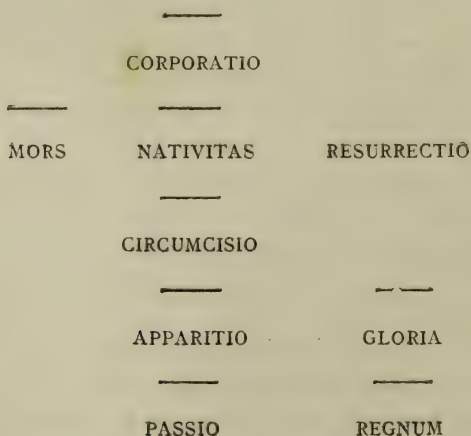 CORPORATIO
MORS NATIVITAS RESURRECTIO
CIRCUMCISIO
APPARITIO GLORIA
PASSIO REGNUM